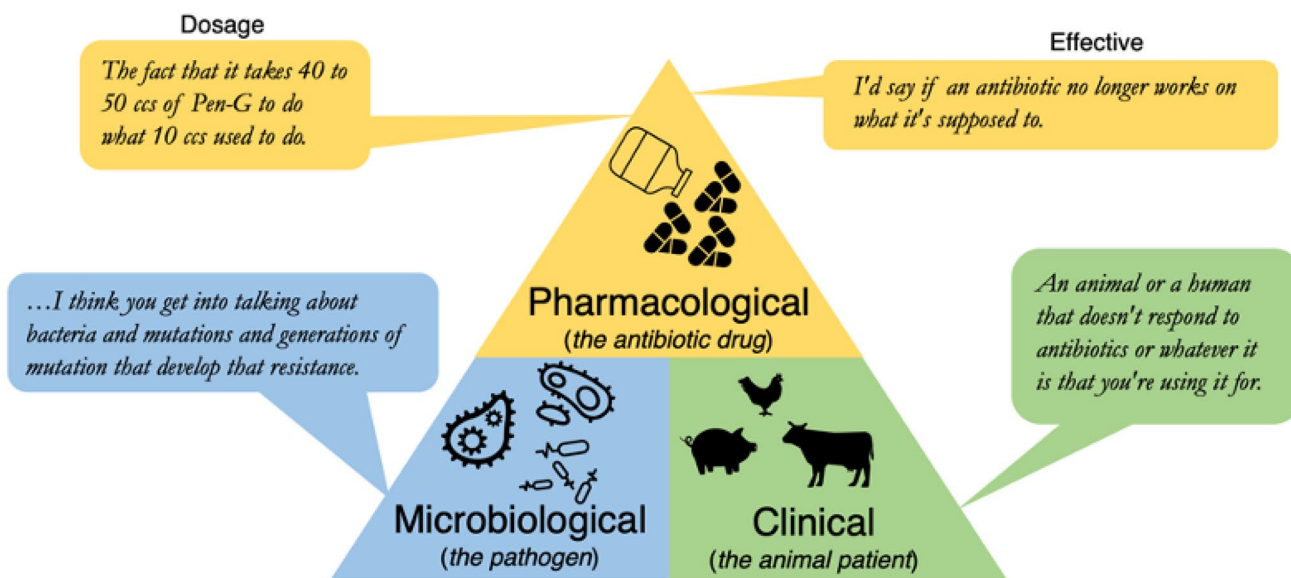 Dosage
The fact that it takes 40 to
50 ccs of Pen-G to do
what 10 ccs used to do.
Effective
I'd say if an antibiotic no longer works on
what it's supposed to.
Pharmacological
(the antibiotic drug)
...I think you get into talking about
bacteria and mutations and generations of
mutation that develop that resistance.
An animal or a human
that doesn't respond to
antibiotics or whatever it
is that you're using it for.
Microbiological
(the pathogen)
Clinical
(the animal patient)